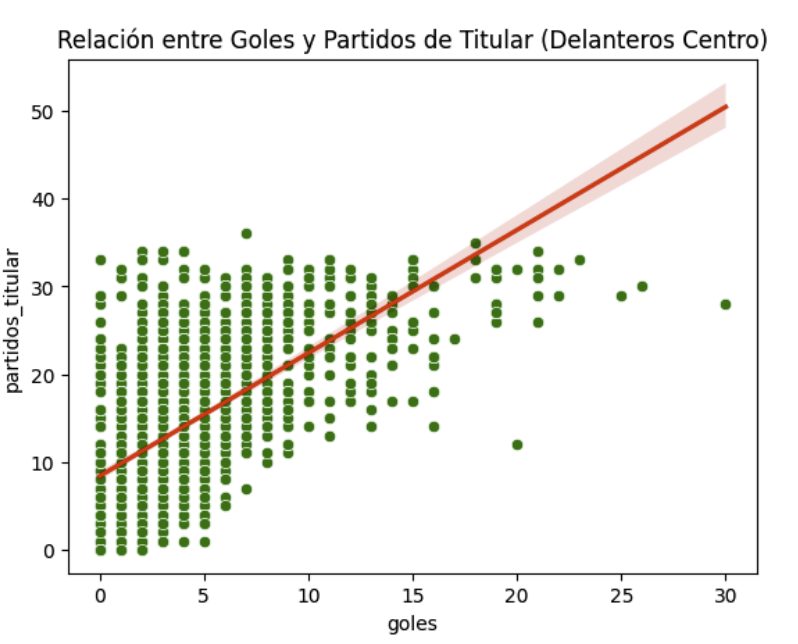 Relación entre Goles y Partidos de Titular (Delanteros Centro)
partidos_titular
50
40
30
20
10
0
0 5 10 15 20 25 30
goles